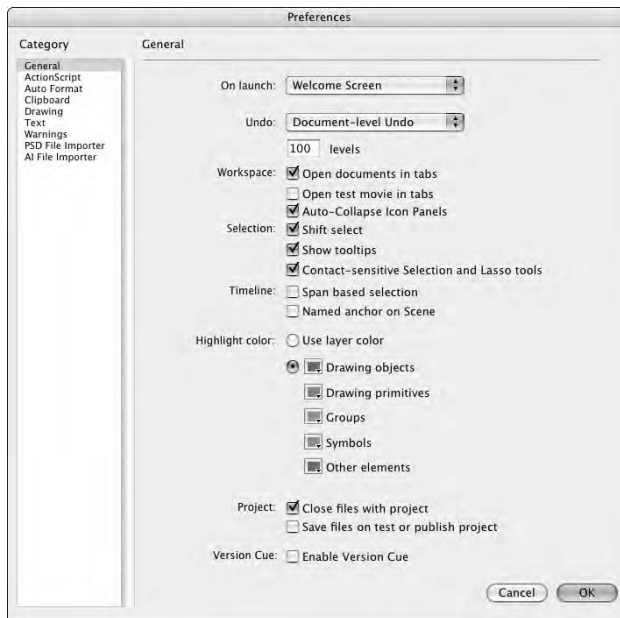 Preferences
Category
General
ActionScript
Auto Format
Clipboard
Drawing
Text
Warnings
PSD File Importer
AI File Importer
General
On launch: Welcome Screen
Undo: Document-level Undo
100 levels
Workspace: Open documents in tabs
Open test movie in tabs
Auto-Collapse Icon Panels
Selection: Shift select
Show tooltips
Contact-sensitive Selection and Lasso tools
Timeline: Span based selection
Named anchor on Scene
Highlight color: Use layer color
Drawing objects
Drawing primitives
Groups
Symbols
Other elements
Project: Close files with project
Save files on test or publish project
Version Cue: Enable Version Cue
Cancel OK